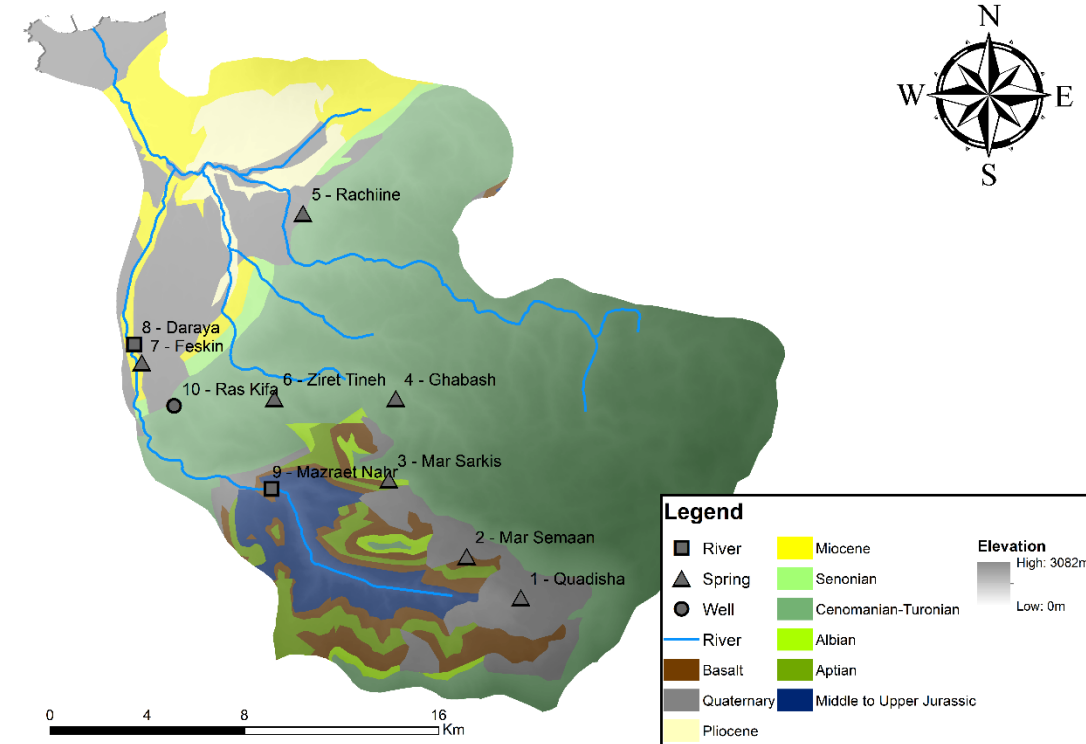 N
W
E
S
5 - Rachiine
8 - Daraya
7 - Feskin
10 - Ras Kifa
6 - Ziret Tineh
4 - Ghabash
3 - Mar Sarkis
9 - Mazraet Nahr
2 - Mar Semaan
1 - Quadisha
Legend
River
Spring
Well
River
Basalt
Quaternary
Pliocene
Miocene
Senonian
Cenomanian-Turonian
Albian
Aptian
Middle to Upper Jurassic
Elevation
High: 3082m
Low: 0m
0 4 8 16
Km